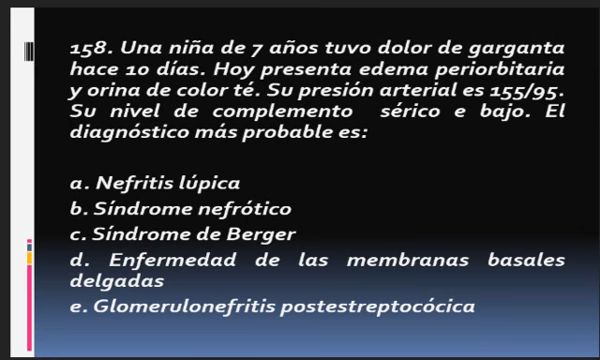 158. Una niña de 7 años tuvo dolor de garganta
hace 10 días. Hoy presenta edema periorbitaria
y orina de color té. Su presión arterial es 155/95.
Su nivel de complemento sérico e bajo. El
diagnóstico más probable es:
a. Nefritis lúpica
b. Síndrome nefrótico
c. Síndrome de Berger
d. Enfermedad de las membranas basales
delgadas
e. Glomerulonefritis postestreptocócica